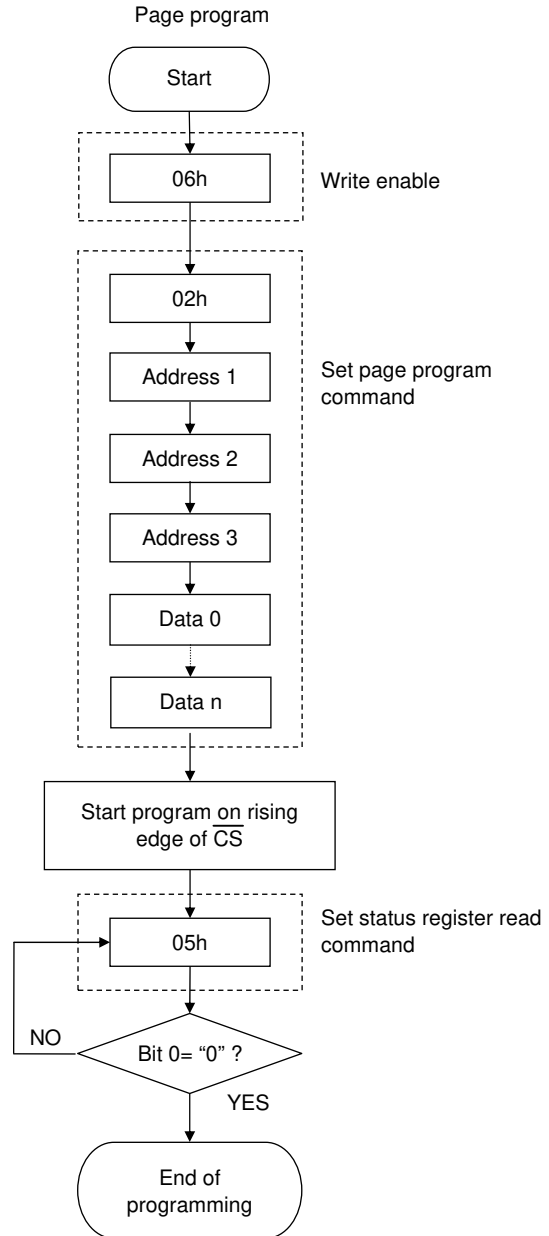 Page program
Start
06h
Write enable
02h
Address 1
Set page program
command
Address 2
Address 3
Data 0
Data n
Start program on rising
edge of C̅S̅
Set status register read
command
05h
NO
Bit 0= “0” ?
YES
End of
programming